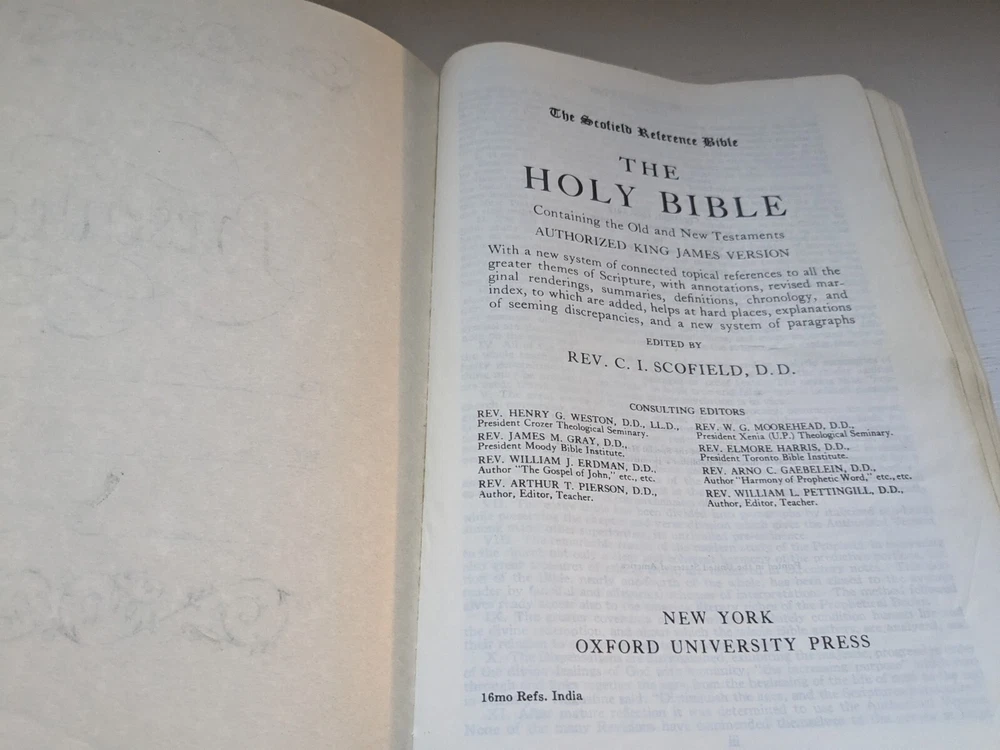 The Scofield Reference Bible
THE
HOLY BIBLE
Containing the Old and New Testaments
AUTHORIZED KING JAMES VERSION
With a new system of connected topical references to all the
greater themes of Scripture, with annotations, revised mar-
ginal renderings, summaries, definitions, chronology, and
index, to which are added, helps at hard places, explanations
of seeming discrepancies, and a new system of paragraphs
EDITED BY
REV. C. I. SCOFIELD, D.D.
CONSULTING EDITORS
REV. HENRY G. WESTON, D.D., LL.D.,
President Crozer Theological Seminary.
REV. JAMES M. GRAY, D.D.,
President Moody Bible Institute.
REV. WILLIAM J. ERDMAN, D.D.,
Author "The Gospel of John," etc., etc.
REV. ARTHUR T. PIERSON, D.D.,
Author, Editor, Teacher.
REV. W. G. MOOREHEAD, D.D.,
President Xenia (U.P.) Theological Seminary.
REV. ELMORE HARRIS, D.D.,
President Toronto Bible Institute.
REV. ARNO C. GAEBELEIN, D.D.,
Author "Harmony of Prophetic Word," etc., etc.
REV. WILLIAM L. PETTINGILL, D.D.,
Author, Editor, Teacher.
NEW YORK
OXFORD UNIVERSITY PRESS
16mo Refs. India
iii